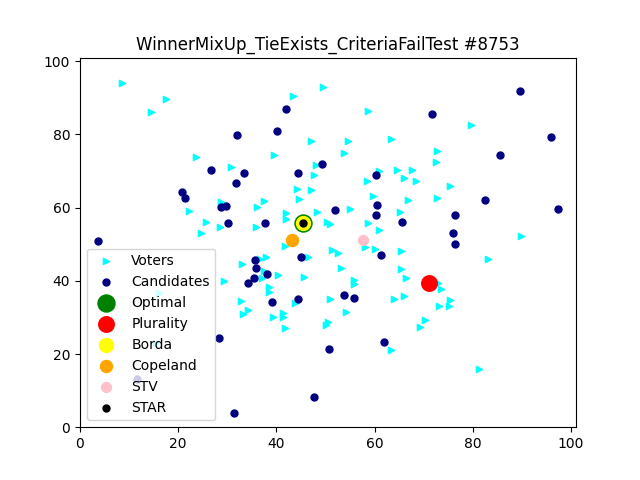 WinnerMixUp_TieExists_CriteriaFailTest #8753
100
80
60
40
20
0
Voters
Candidates
Optimal
Plurality
Borda
Copeland
STV
STAR
0 20 40 60 80 100